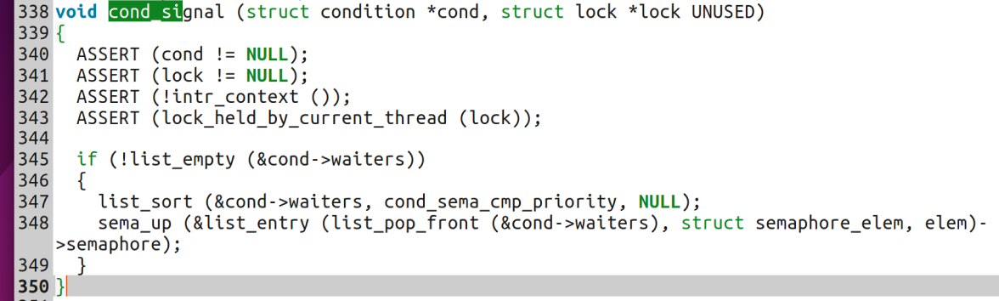 338 void cond_signal (struct condition *cond, struct lock *lock UNUSED)
339 {
340   ASSERT (cond != NULL);
341   ASSERT (lock != NULL);
342   ASSERT (!intr_context ());
343   ASSERT (lock_held_by_current_thread (lock));
344
345   if (!list_empty (&cond->waiters))
346   {
347     list_sort (&cond->waiters, cond_sema_cmp_priority, NULL);
348     sema_up (&list_entry (list_pop_front (&cond->waiters), struct semaphore_elem, elem)-
>semaphore);
349   }
350 }